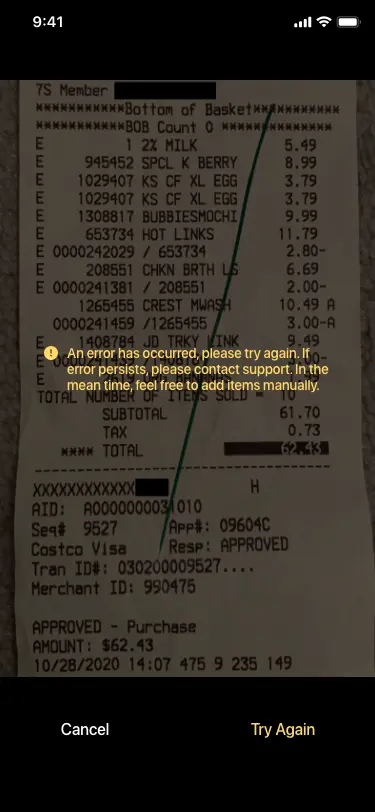 9:41
7S Member
***********Bottom of Basket***********
***********BOB Count 0 **************
E 1 2% MILK 5.49
E 945452 SPCL K BERRY 8.99
E 1029407 KS CF XL EGG 3.79
E 1029407 KS CF XL EGG 3.79
E 1308817 BUBBIESMOCHI 9.99
E 653734 HOT LINKS 11.79
E 0000242029 / 653734 2.80-
E 208551 CHKN BRTH LS 6.69
E 0000241381 / 208551 2.00-
1265455 CREST MWASH 10.49 A
0000241459 /1265455 3.00-A
E 1408784 JD TRKY LINK 9.49
An error has occurred, please try again. If
error persists, please contact support. In the
mean time, feel free to add items manually.
E
E
TOTAL NUMBER OF ITEMS SOLD = 10
SUBTOTAL 61.70
TAX 0.73
**** TOTAL 62.43
XXXXXXXXXXXX H
AID: A0000000031010
Seq# 9527 App#: 09604C
Costco Visa Resp: APPROVED
Tran ID#: 030200009527....
Merchant ID: 990475
APPROVED - Purchase
AMOUNT: $62.43
10/28/2020 14:07 475 9 235 149
Cancel Try Again